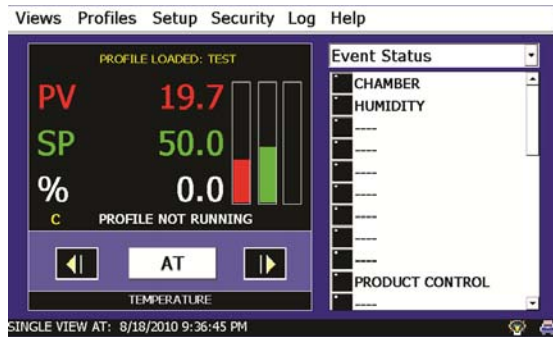 Views Profiles Setup Security Log Help
PROFILE LOADED: TEST
PV 19.7
SP 50.0
% 0.0
C PROFILE NOT RUNNING
AT
TEMPERATURE
Event Status
CHAMBER
HUMIDITY
----
----
----
----
----
----
----
PRODUCT CONTROL
----
SINGLE VIEW AT: 8/18/2010 9:36:45 PM